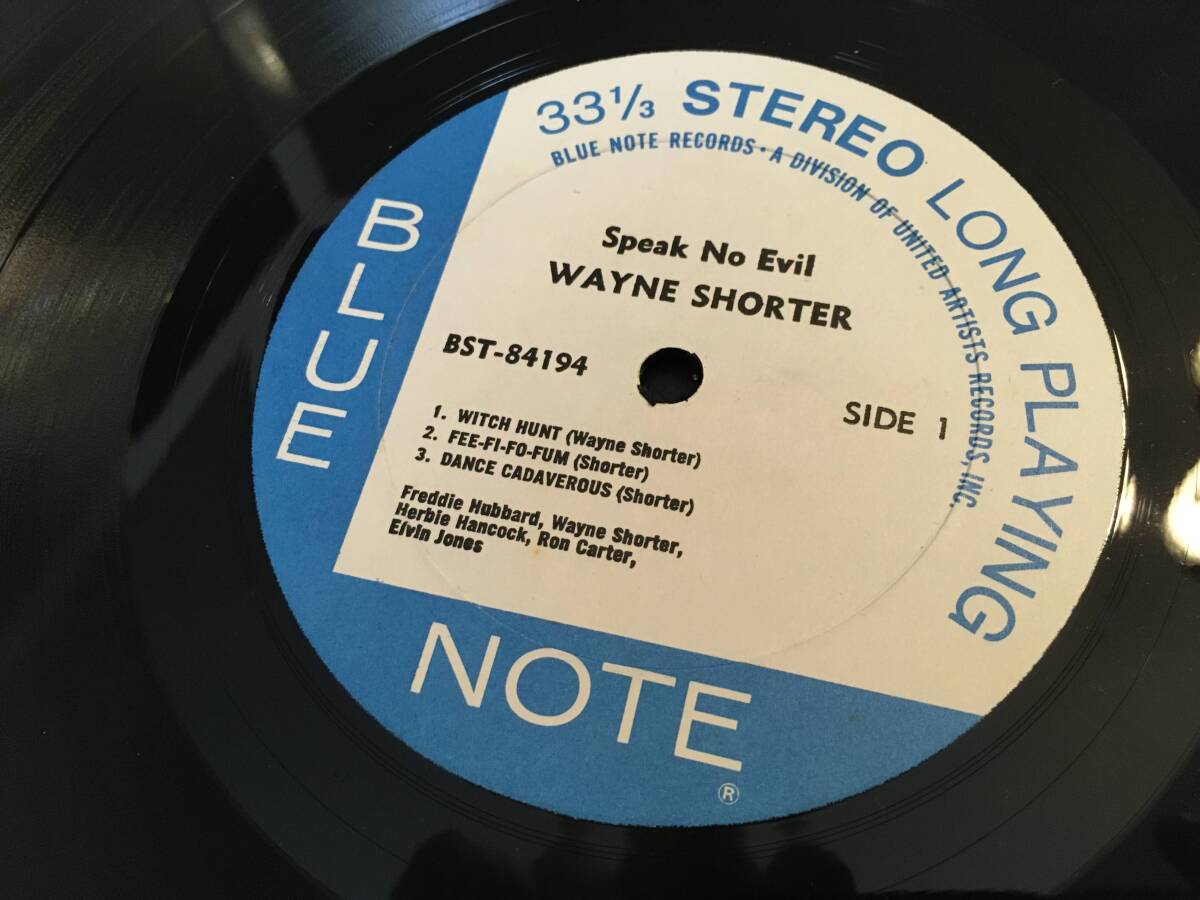 33 1/3 STEREO LONG PLAYING
BLUE NOTE RECORDS • A DIVISION OF UNITED ARTISTS RECORDS, INC.
Speak No Evil
WAYNE SHORTER
BST-84194
SIDE 1
1. WITCH HUNT (Wayne Shorter)
2. FEE-FI-FO-FUM (Shorter)
3. DANCE CADAVEROUS (Shorter)
Freddie Hubbard, Wayne Shorter,
Herbie Hancock, Ron Carter,
Elvin Jones
BLUE
NOTE
®